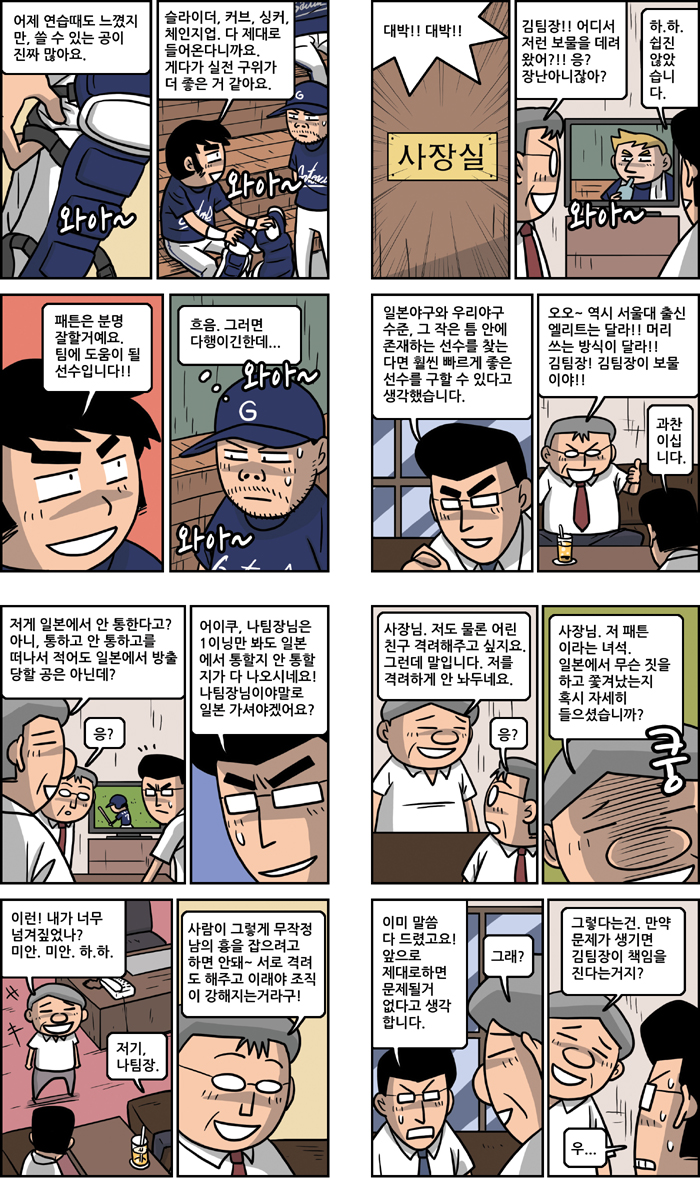 어제 연습때도 느꼈지
만, 쓸 수 있는 공이
진짜 많아요.
와아~
슬라이더, 커브, 싱커,
체인지업. 다 제대로
들어온다니까요.
게다가 실전 구위가
더 좋은 거 같아요.
G
와아~
패튼은 분명
잘할거예요.
팀에 도움이 될
선수입니다!!
흐음. 그러면
다행이긴한데...
와아~
G
와아~
대박!! 대박!!
사장실
김팀장!! 어디서
저런 보물을 데려
왔어?!! 응?
장난아니잖아?
하.하.
쉽진
않았
습니
다.
와아~
일본야구와 우리야구
수준, 그 작은 틈 안에
존재하는 선수를 찾는
다면 훨씬 빠르게 좋은
선수를 구할 수 있다고
생각했습니다.
오오~ 역시 서울대 출신
엘리트는 달라!! 머리
쓰는 방식이 달라!!
김팀장! 김팀장이 보물
이야!!
과찬
이십
니다.
저게 일본에서 안 통한다고?
아니, 통하고 안 통하고를
떠나서 적어도 일본에서 방출
당할 공은 아닌데?
응?
어이쿠, 나팀장님은
1이닝만 봐도 일본
에서 통할지 안 통할
지가 다 나오시네요!
나팀장님이야말로
일본 가셔야겠어요?
이런! 내가 너무
넘겨짚었나?
미안. 미안. 하.하.
저기,
나팀장.
사람이 그렇게 무작정
남의 흉을 잡으려고
하면 안돼~ 서로 격려
도 해주고 이래야 조직
이 강해지는거라구!
사장님. 저도 물론 어린
친구 격려해주고 싶지요.
그런데 말입니다. 저를
격려하게 안 놔두네요.
응?
사장님. 저 패튼
이라는 녀석.
일본에서 무슨 짓을
하고 쫓겨났는지
혹시 자세히
들으셨습니까?
쿵
이미 말씀
다 드렸고요!
앞으로
제대로하면
문제될거
없다고 생각
합니다.
그래?
그렇다는건. 만약
문제가 생기면
김팀장이 책임을
진다는거지?
우...